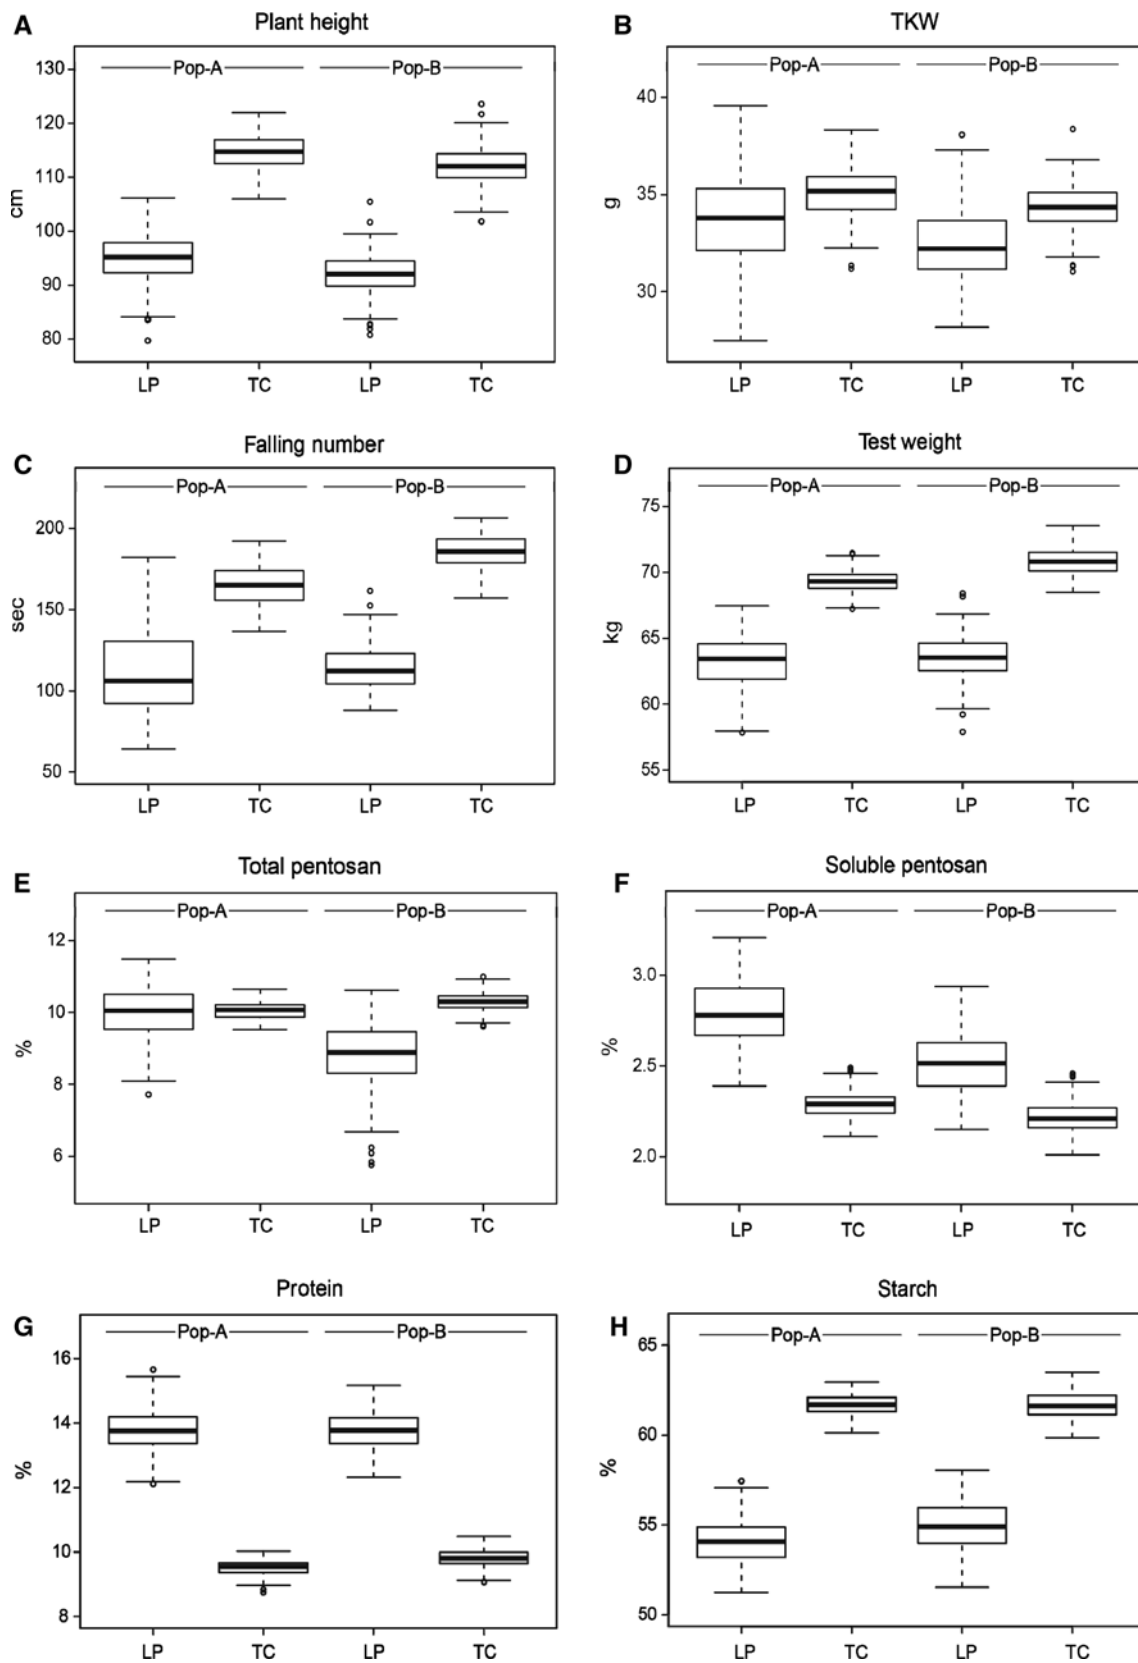 A Plant height
130
120
110
100
90
80
cm
Pop-A Pop-B
LP TC LP TC
B TKW
40
35
30
g
Pop-A Pop-B
LP TC LP TC
C Falling number
200
150
100
50
sec
Pop-A Pop-B
LP TC LP TC
D Test weight
75
70
65
60
55
kg
Pop-A Pop-B
LP TC LP TC
E Total pentosan
12
10
8
6
%
Pop-A Pop-B
LP TC LP TC
F Soluble pentosan
3.0
2.5
2.0
%
Pop-A Pop-B
LP TC LP TC
G Protein
16
14
12
10
8
%
Pop-A Pop-B
LP TC LP TC
H Starch
65
60
55
50
%
Pop-A Pop-B
LP TC LP TC